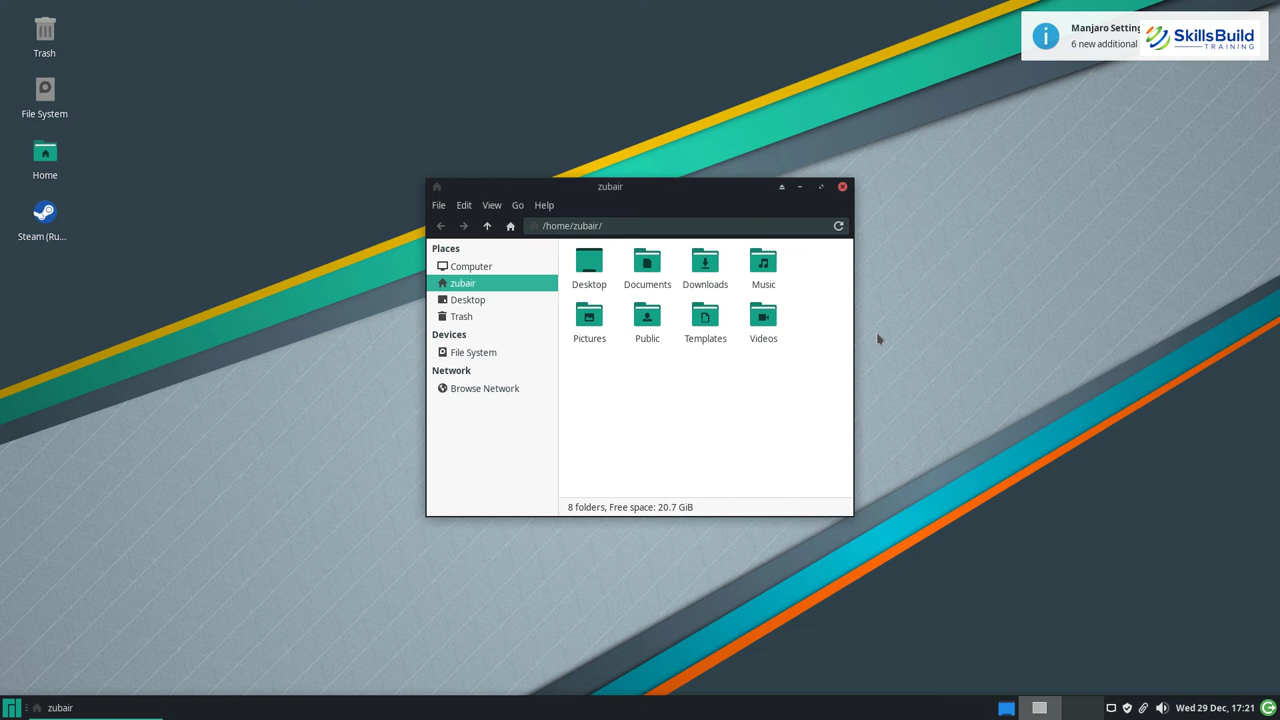 Trash
File System
Home
Steam (Ru...
Manjaro Setting
6 new additional
SkillsBuild
TRAINING
zubair
File Edit View Go Help
/home/zubair/
Places
Computer
zubair
Desktop
Trash
Devices
File System
Network
Browse Network
Desktop Documents Downloads Music
Pictures Public Templates Videos
8 folders, Free space: 20.7 GiB
zubair
Wed 29 Dec, 17:21